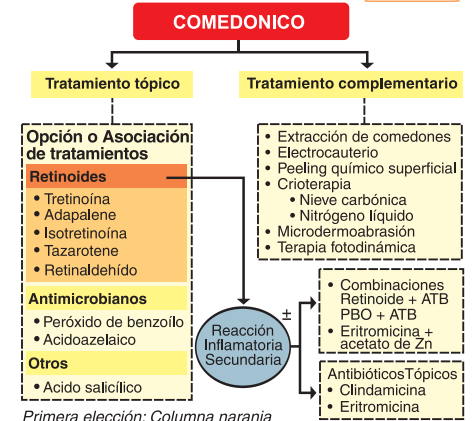 COMEDONICO
Tratamiento tópico
Tratamiento complementario
Opción o Asociación
de tratamientos
Retinoides
• Tretinoína
• Adapalene
• Isotretinoína
• Tazarotene
• Retinaldehído
Antimicrobianos
• Peróxido de benzoílo
• Acidoazelaico
Otros
• Acido salicílico
• Extracción de comedones
• Electrocauterio
• Peeling químico superficial
• Crioterapia
• Nieve carbónica
• Nitrógeno líquido
• Microdermoabrasión
• Terapia fotodinámica
Reacción
Inflamatoria
Secundaria
±
• Combinaciones
Retinoide + ATB
PBO + ATB
• Eritromicina +
acetato de Zn
AntibióticosTópicos
• Clindamicina
• Eritromicina
Primera elección: Columna naranja